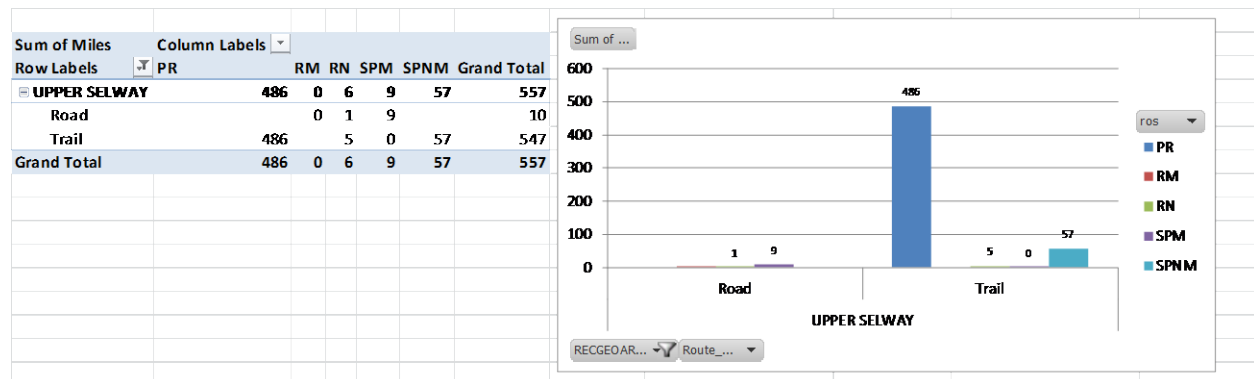 Sum of Miles Column Labels
Row Labels PR RM RN SPM SPNM Grand Total
UPPER SELWAY 486 0 6 9 57 557
Road 0 1 9 10
Trail 486 5 0 57 547
Grand Total 486 0 6 9 57 557
Sum of ...
600
500
400
300
200
100
0
486
1 9
5 0 57
Road Trail
UPPER SELWAY
ros
PR
RM
RN
SPM
SPNM
RECGEOAR... Route_...